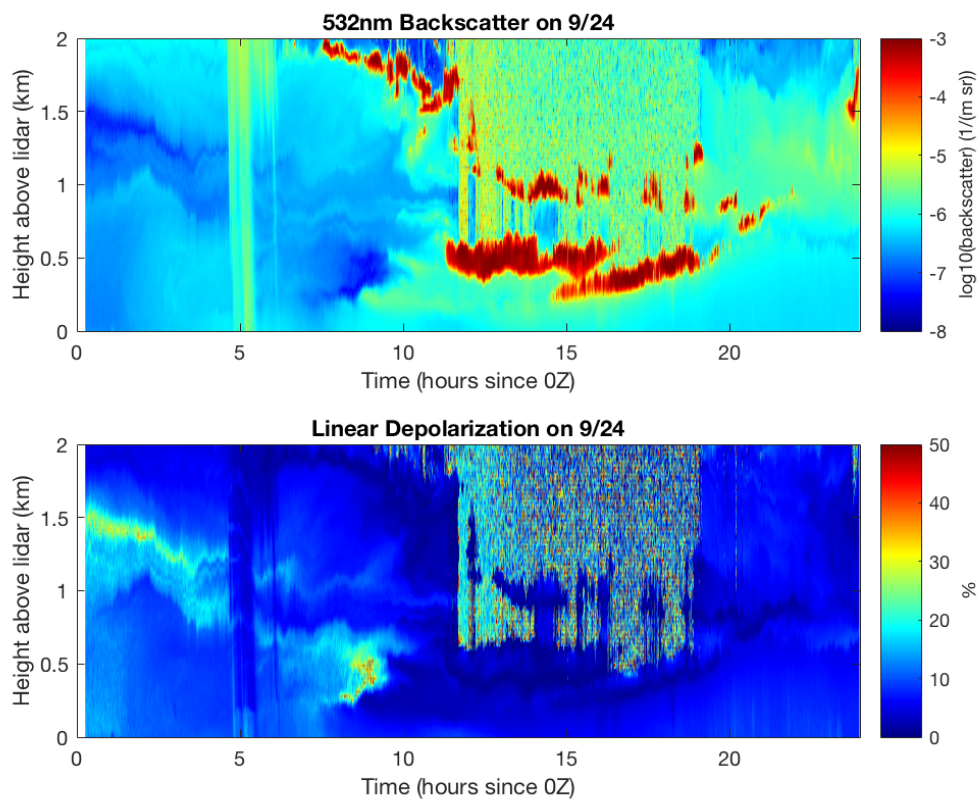 532nm Backscatter on 9/24
2
1.5
1
0.5
0
Height above lidar (km)
0 5 10 15 20
Time (hours since 0Z)
-3
-4
-5
-6
-7
-8
log10(backscatter) (1/(m sr))
Linear Depolarization on 9/24
2
1.5
1
0.5
0
Height above lidar (km)
0 5 10 15 20
Time (hours since 0Z)
50
40
30
20
10
0
%